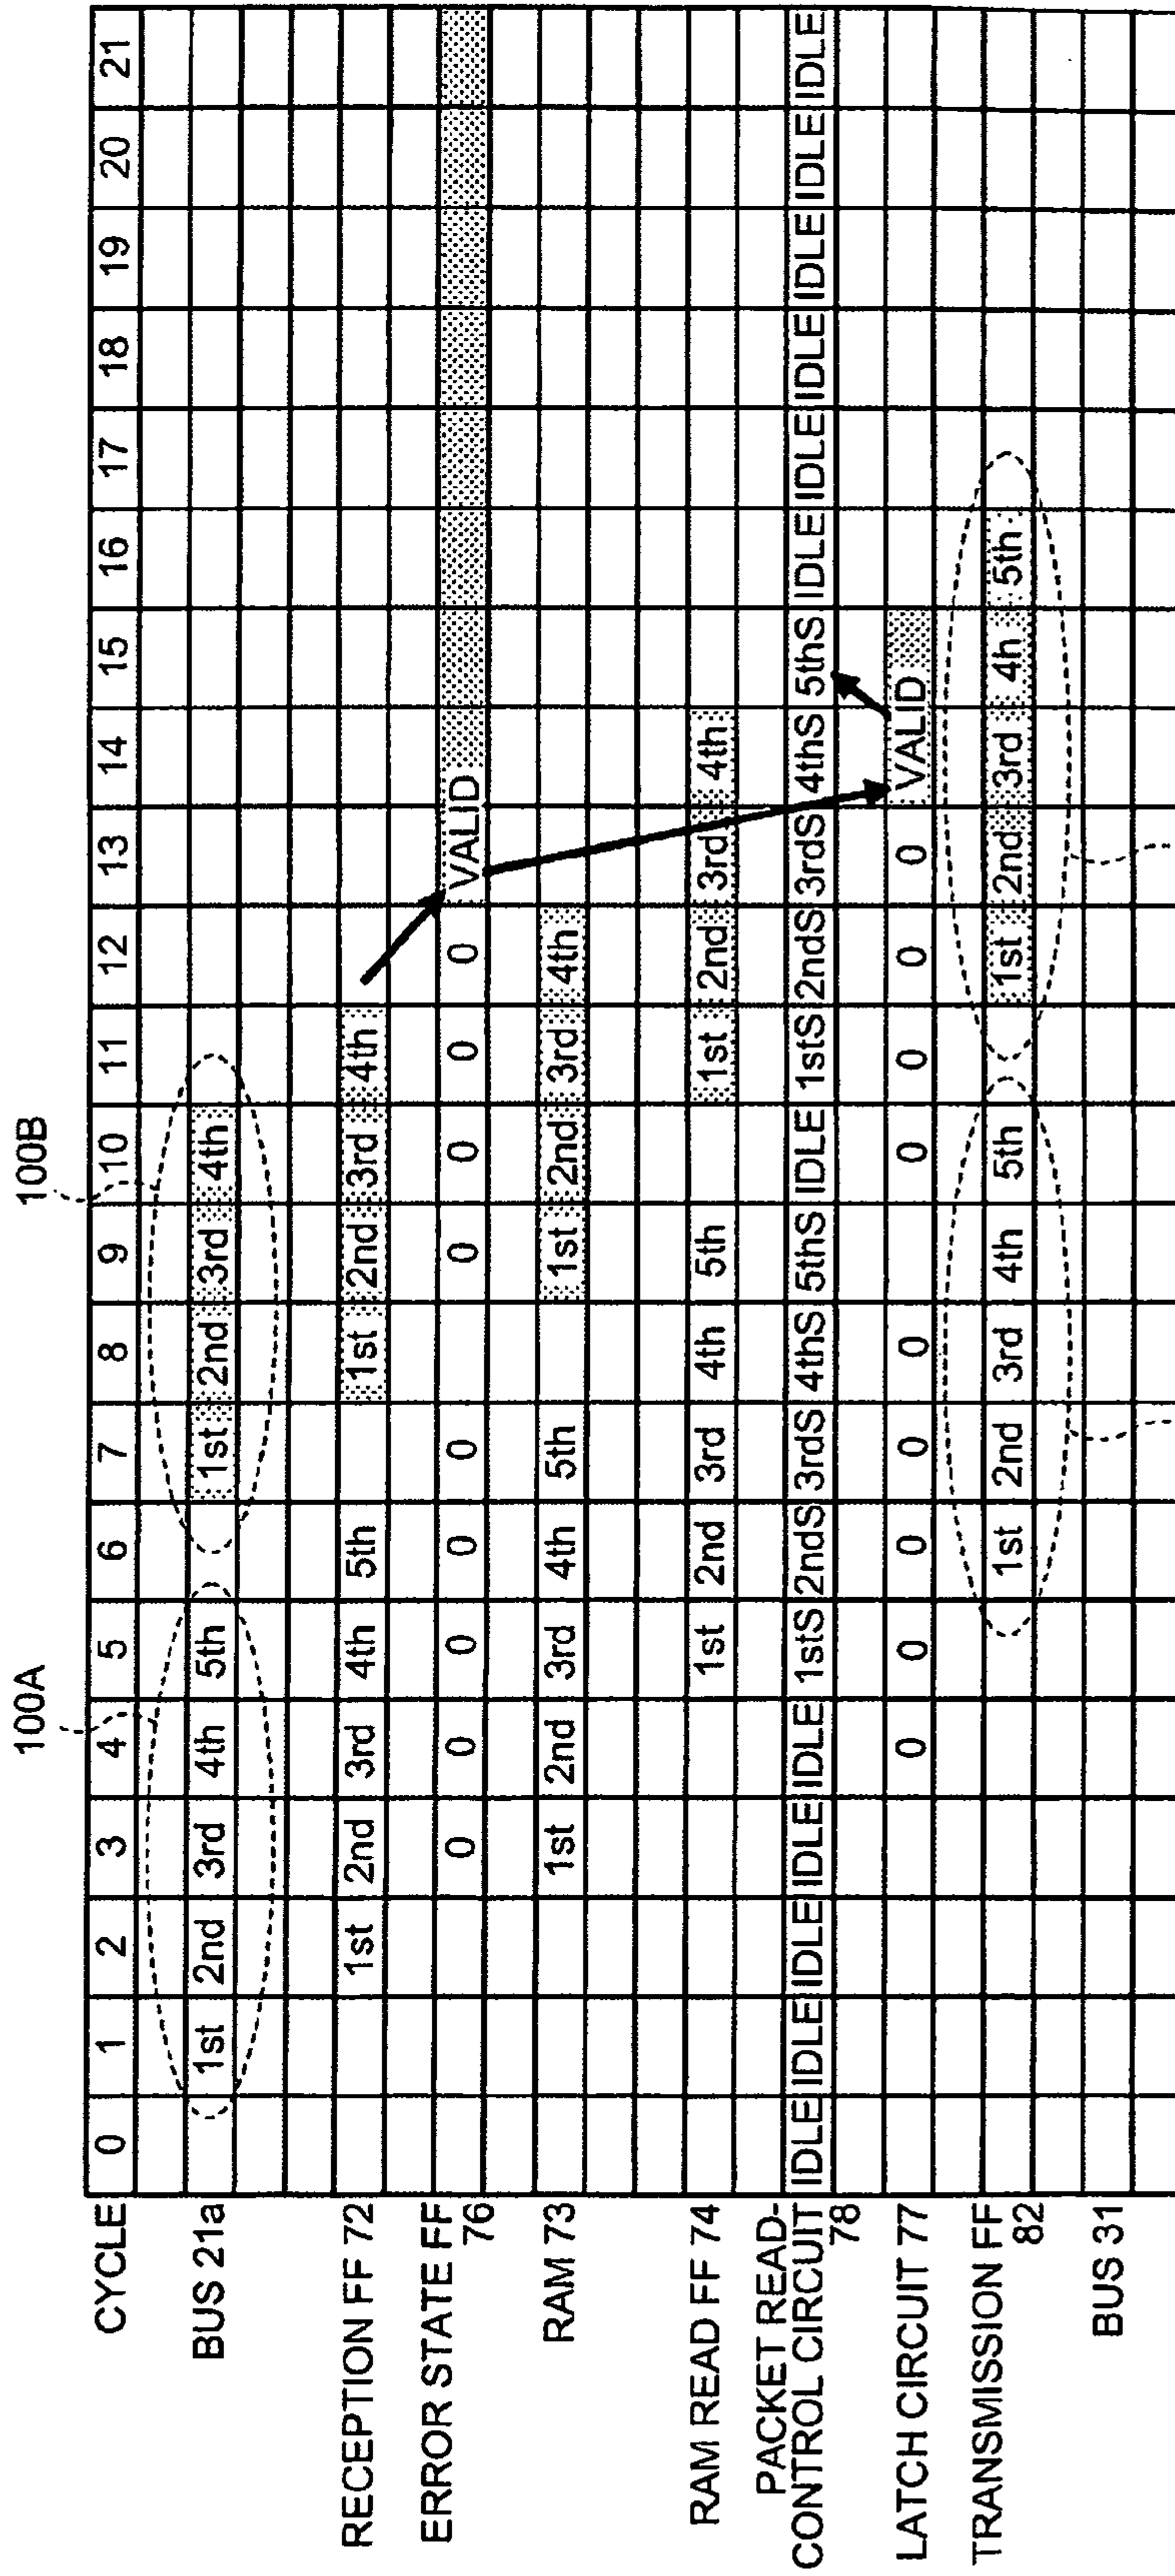 100A 100B
CYCLE 0 1 2 3 4 5 6 7 8 9 10 11 12 13 14 15 16 17 18 19 20 21
BUS 21a 1st 2nd 3rd 4th 5th 1st 2nd 3rd 4th
RECEPTION FF 72 1st 2nd 3rd 4th 5th 1st 2nd 3rd 4th
ERROR STATE FF 0 0 0 0 0 0 0 0 0 VALID
76
RAM 73 1st 2nd 3rd 4th 5th 1st 2nd 3rd 4th
RAM READ FF 74 1st 2nd 3rd 4th 5th 1st 2nd 3rd 4th
PACKET READ-
CONTROL CIRCUIT IDLE IDLE IDLE IDLE IDLE 1stS 2ndS 3rdS 4thS 5thS IDLE 1stS 2ndS 3rdS 4thS 5thS IDLE IDLE IDLE IDLE IDLE IDLE
78
LATCH CIRCUIT 77 0 0 0 0 0 0 0 0 0 VALID
TRANSMISSION FF 1st 2nd 3rd 4th 5th 1st 2nd 3rd 4h 5th
82
BUS 31